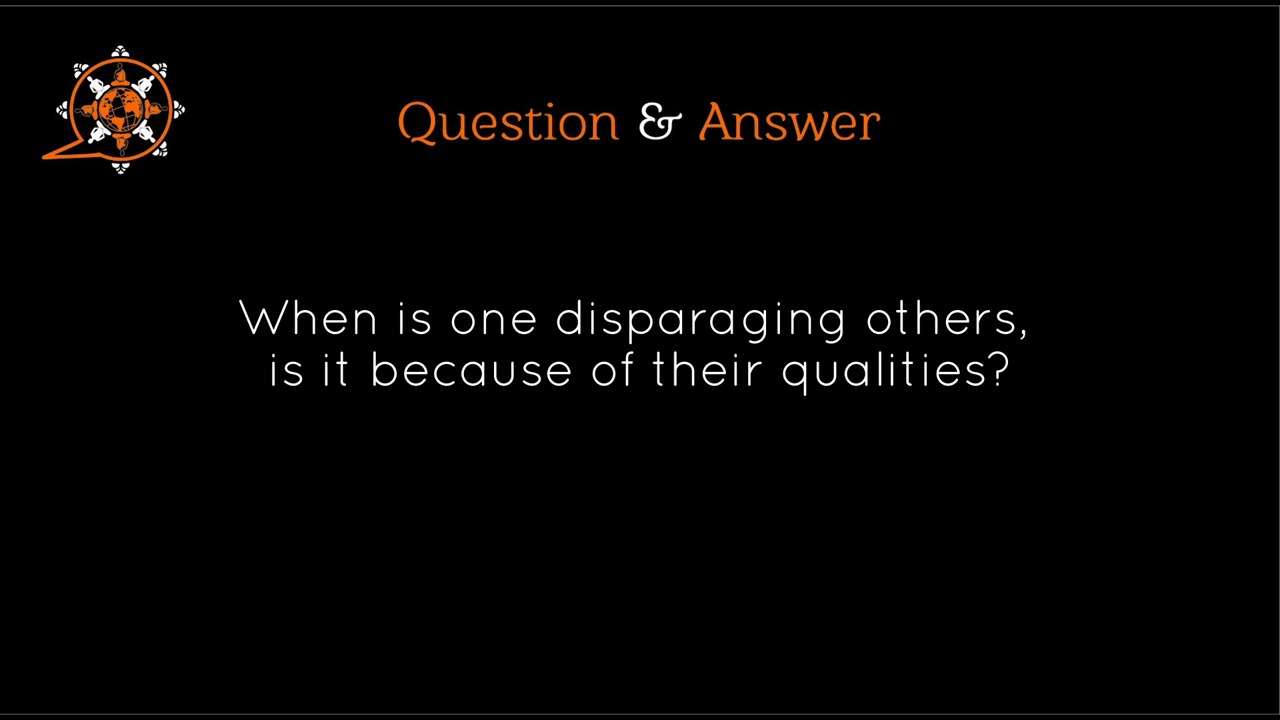 Question & Answer
When is one disparaging others,
is it because of their qualities?